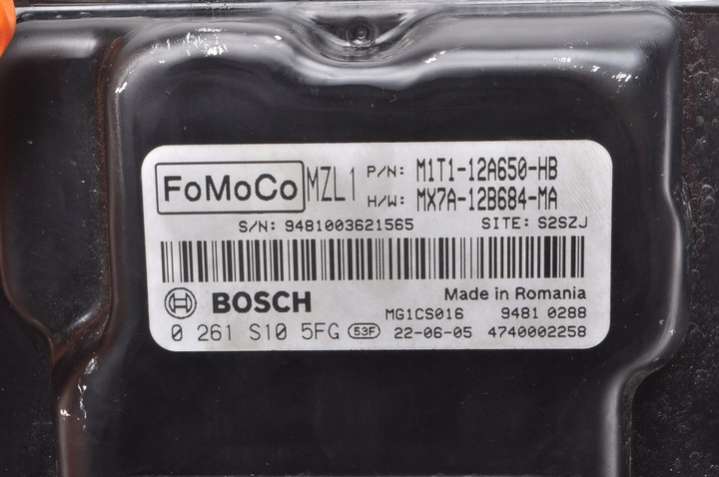 FoMoCo MZL1 P/N: M1T1-12A650-HB
H/W: MX7A-12B684-MA
S/N: 9481003621565 SITE: S2SZJ
BOSCH Made in Romania
MG1CS016 9481 0288
0 261 S10 5FG 53F 22-06-05 4740002258